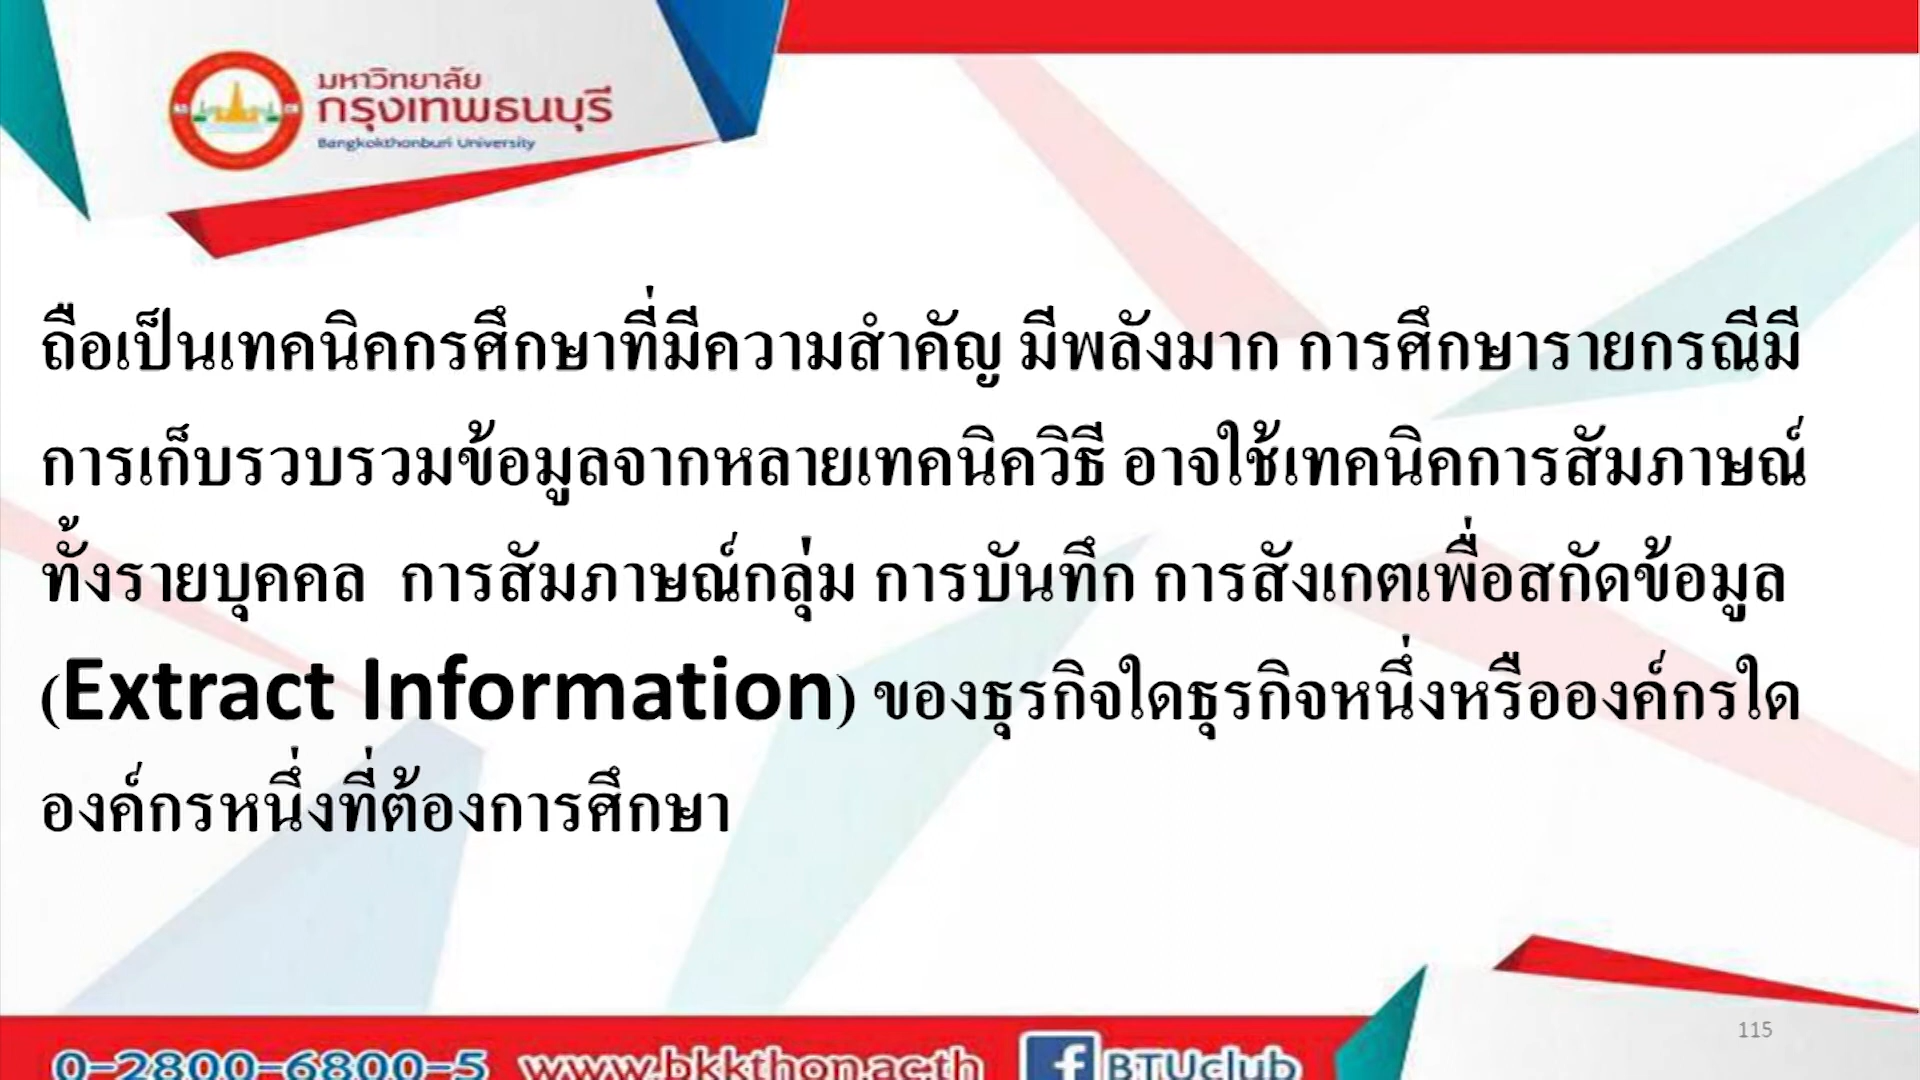 มหาวิทยาลัย
กรุงเทพธนบุรี
Bangkokthonburi University
ถือเป็นเทคนิคกรศึกษาที่มีความสำคัญ มีพลังมาก การศึกษารายกรณีมี
การเก็บรวบรวมข้อมูลจากหลายเทคนิควิธี อาจใช้เทคนิคการสัมภาษณ์
ทั้งรายบุคคล การสัมภาษณ์กลุ่ม การบันทึก การสังเกตเพื่อสกัดข้อมูล
(Extract Information) ของธุรกิจใดธุรกิจหนึ่งหรือองค์กรใด
องค์กรหนึ่งที่ต้องการศึกษา
115
0-2800-6800-5 www.bkkthon.ac.th f BTUclub